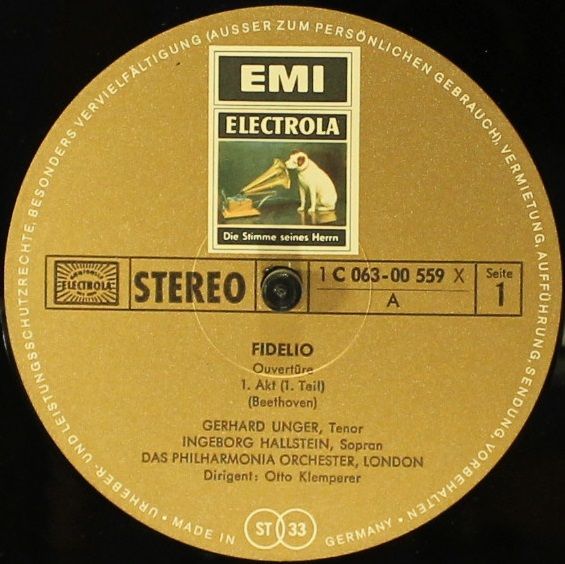 URHEBER- UND LEISTUNGSSCHUTZRECHTE, BESONDERS VERVIELFÄLTIGUNG (AUSSER ZUM PERSÖNLICHEN GEBRAUCH), VERMIETUNG, AUFFÜHRUNG, SENDUNG VORBEHALTEN •
EMI
ELECTROLA
Die Stimme seines Herrn
ELECTROLA
STEREO
1 C 063-00 559 X
A
Seite
1
FIDELIO
Ouvertüre
1. Akt (1. Teil)
(Beethoven)
GERHARD UNGER, Tenor
INGEBORG HALLSTEIN, Sopran
DAS PHILHARMONIA ORCHESTER, LONDON
Dirigent: Otto Klemperer
• MADE IN
ST 33
GERMANY •